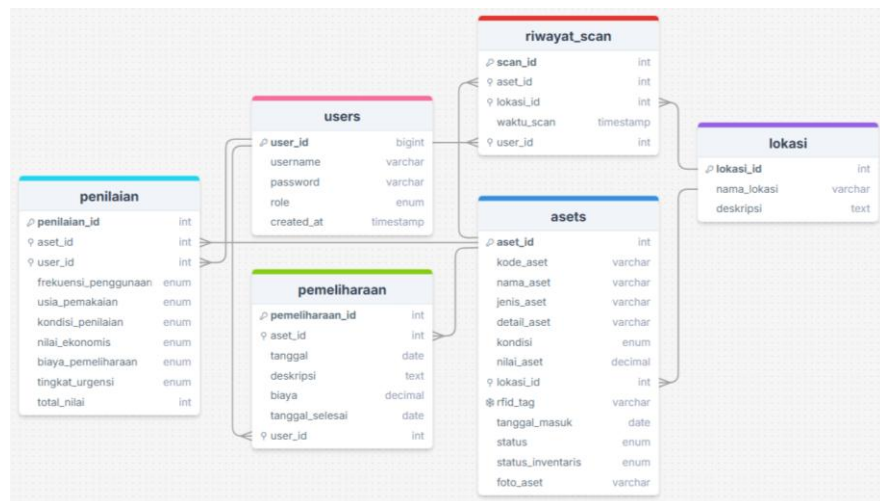 riwayat_scan
scan_id int
aset_id int
lokasi_id int
waktu_scan timestamp
user_id int
users
user_id bigint
username varchar
password varchar
role enum
created_at timestamp
lokasi
lokasi_id int
nama_lokasi varchar
deskripsi text
penilaian
penilaian_id int
aset_id int
user_id int
frekuensi_penggunaan enum
usia_pemakaian enum
kondisi_penilaian enum
nilai_ekonomis enum
biaya_pemeliharaan enum
tingkat_urgensi enum
total_nilai int
asets
aset_id int
kode_aset varchar
nama_aset varchar
jenis_aset varchar
detail_aset varchar
kondisi enum
nilai_aset decimal
lokasi_id int
rfid_tag varchar
tanggal_masuk date
status enum
status_inventaris enum
foto_aset varchar
pemeliharaan
pemeliharaan_id int
aset_id int
tanggal date
deskripsi text
biaya decimal
tanggal_selesai date
user_id int